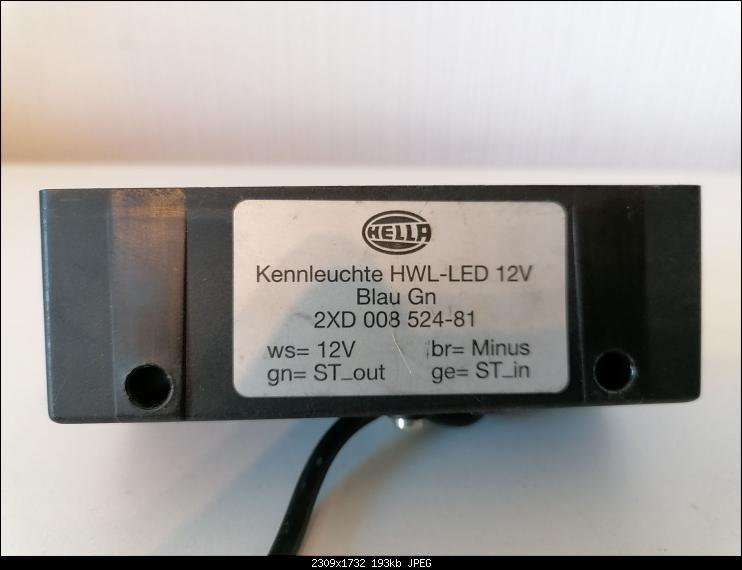 HELLA
Kennleuchte HWL-LED 12V
Blau Gn
2XD 008 524-81
ws= 12V br= Minus
gn= ST_out ge= ST_in
2309x1732 193kb JPEG